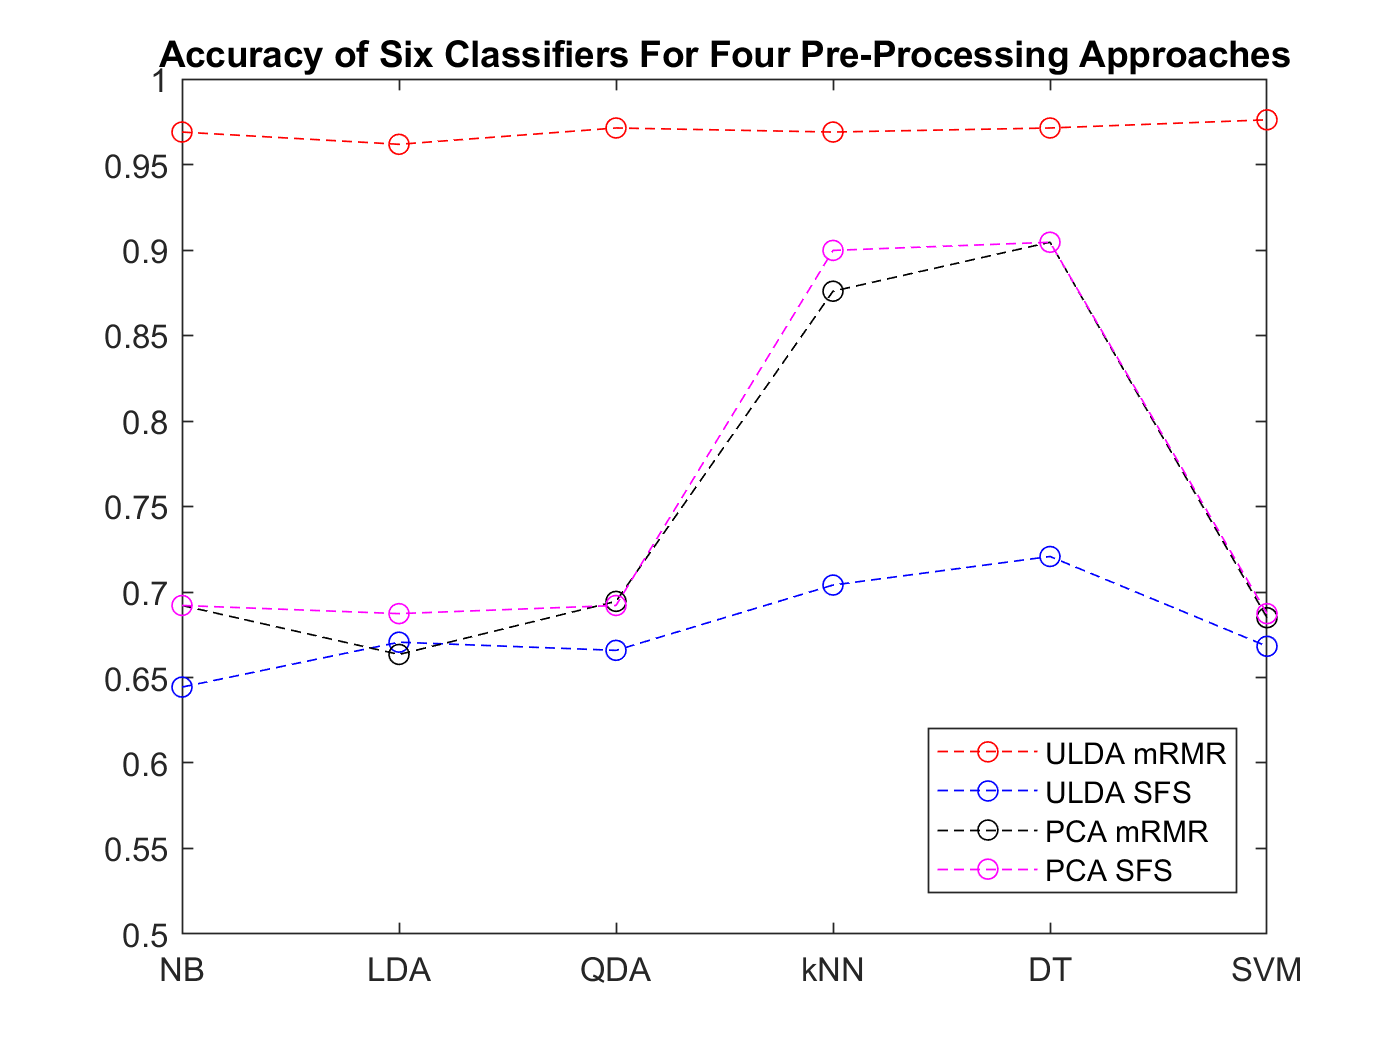 Accuracy of Six Classifiers For Four Pre-Processing Approaches
1
0.95
0.9
0.85
0.8
0.75
0.7
0.65
0.6
0.55
0.5
NB LDA QDA kNN DT SVM
ULDA mRMR
ULDA SFS
PCA mRMR
PCA SFS